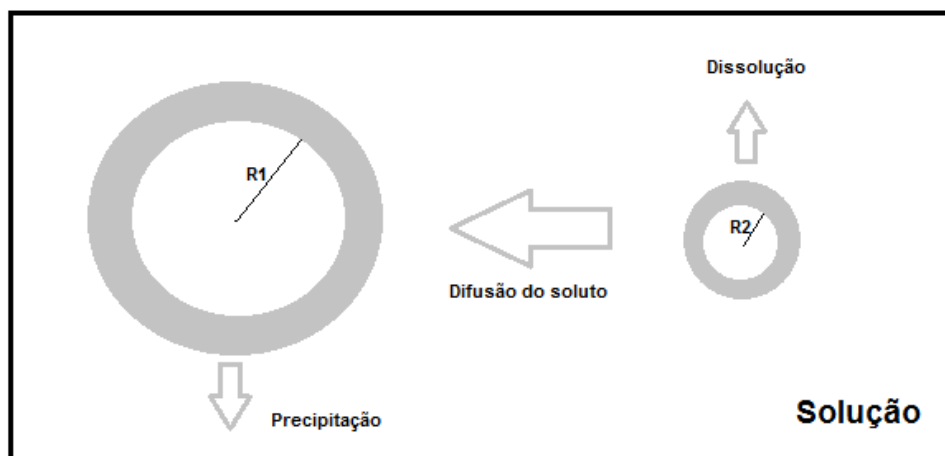 Dissolução
R1
R2
Difusão do soluto
Precipitação
Solução